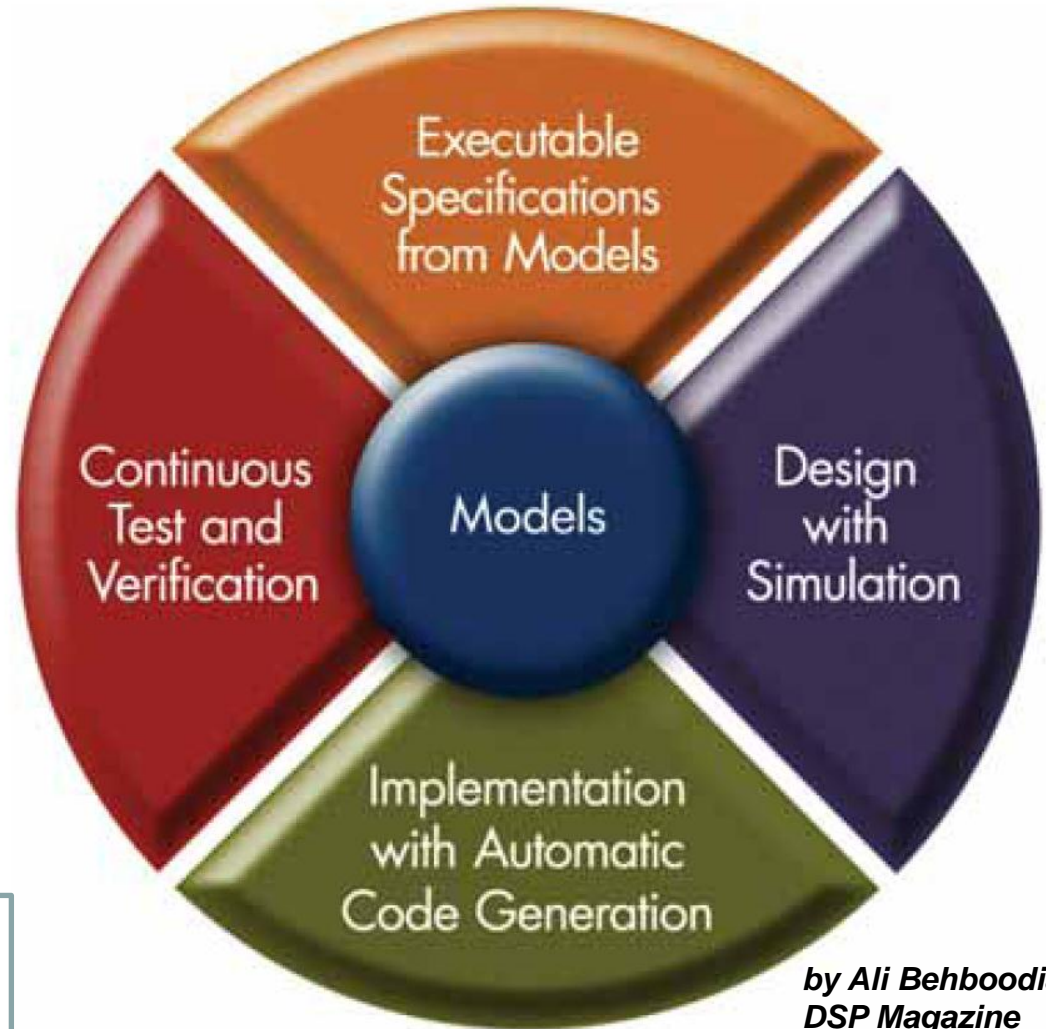 Executable
Specifications
from Models
Continuous
Test and
Verification
Models
Design
with
Simulation
Implementation
with Automatic
Code Generation
by Ali Behboodi
DSP Magazine